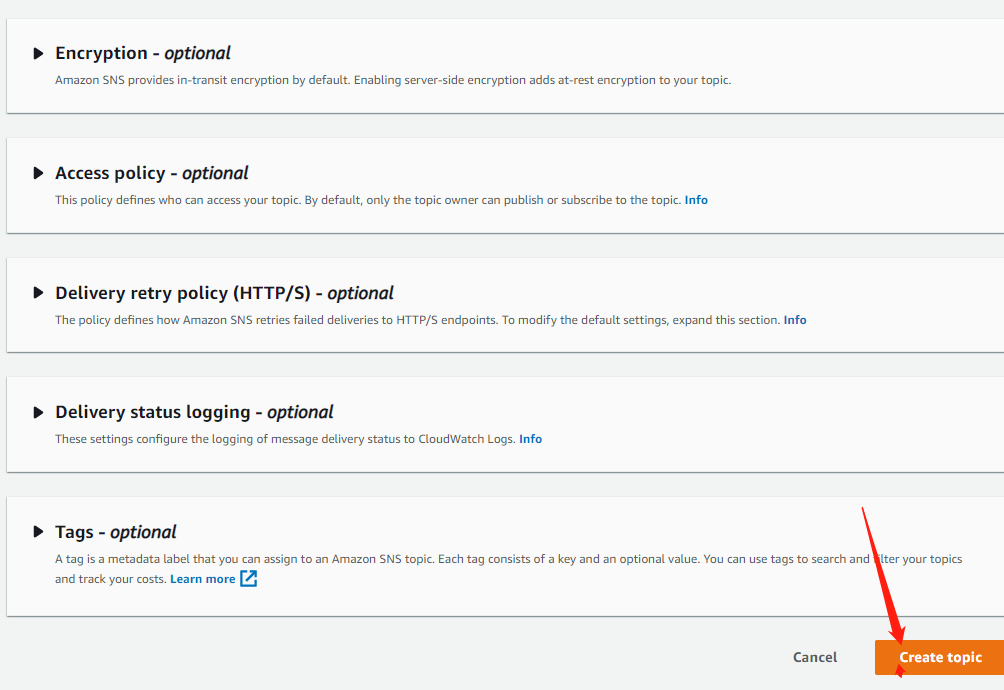 Encryption - optional
Amazon SNS provides in-transit encryption by default. Enabling server-side encryption adds at-rest encryption to your topic.
Access policy - optional
This policy defines who can access your topic. By default, only the topic owner can publish or subscribe to the topic. Info
Delivery retry policy (HTTP/S) - optional
The policy defines how Amazon SNS retries failed deliveries to HTTP/S endpoints. To modify the default settings, expand this section. Info
Delivery status logging - optional
These settings configure the logging of message delivery status to CloudWatch Logs. Info
Tags - optional
A tag is a metadata label that you can assign to an Amazon SNS topic. Each tag consists of a key and an optional value. You can use tags to search and filter your topics
and track your costs. Learn more
Cancel Create topic